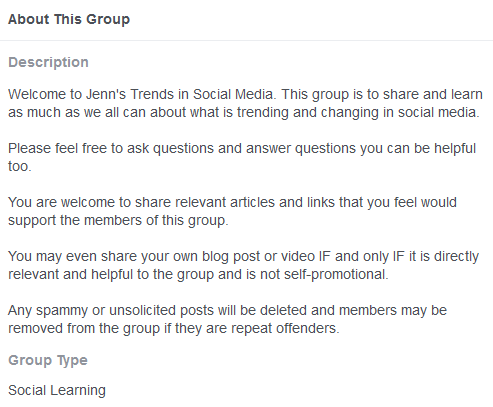 About This Group
Description
Welcome to Jenn's Trends in Social Media. This group is to share and learn
as much as we all can about what is trending and changing in social media.
Please feel free to ask questions and answer questions you can be helpful
too.
You are welcome to share relevant articles and links that you feel would
support the members of this group.
You may even share your own blog post or video IF and only IF it is directly
relevant and helpful to the group and is not self-promotional.
Any spammy or unsolicited posts will be deleted and members may be
removed from the group if they are repeat offenders.
Group Type
Social Learning